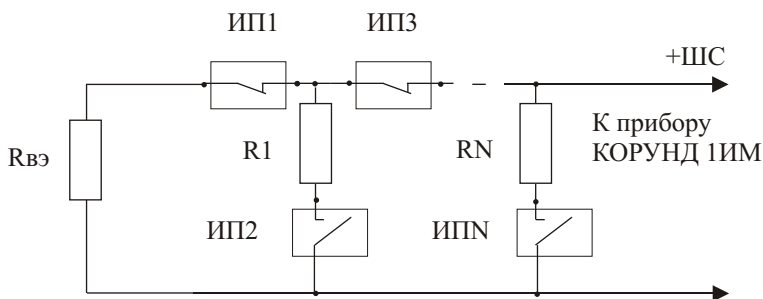 ИП1
ИП3
+ШС
R1
RN
К прибору
КОРУНД 1ИМ
Rвэ
ИП2
ИПN